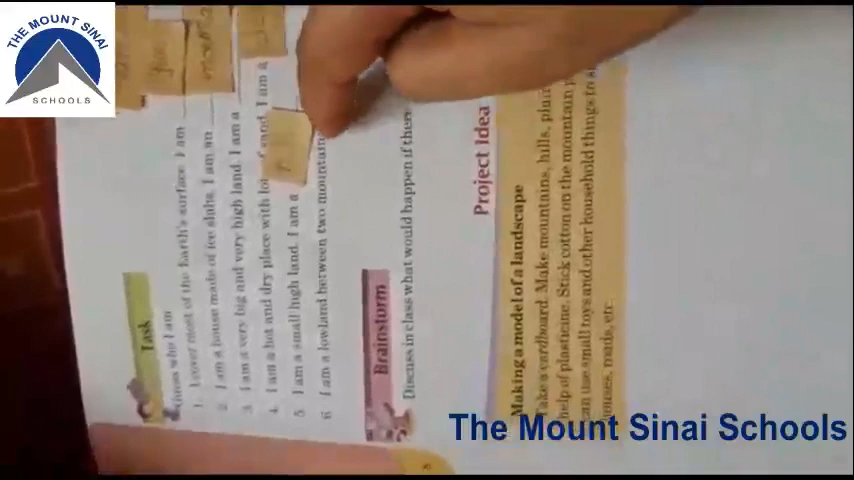 THE MOUNT SINAI
SCHOOLS
Task
Guess who I am
1. I cover most of the earth's surface. I am
2. I am a house made of ice slabs. I am an
3. I am a very big and very high land. I am a
4. I am a hot and dry place with lots of sand. I am a
5. I am a small high land. I am a
6. I am a lowland between two mountains
Brainstorm
Discuss in class what would happen if there
Project Idea
Making a model of a landscape
Take a cardboard. Make mountains, hills,
help of plasticine. Stick cotton on the mountain
can use small toys and other household things to
houses, roads, etc.
The Mount Sinai Schools